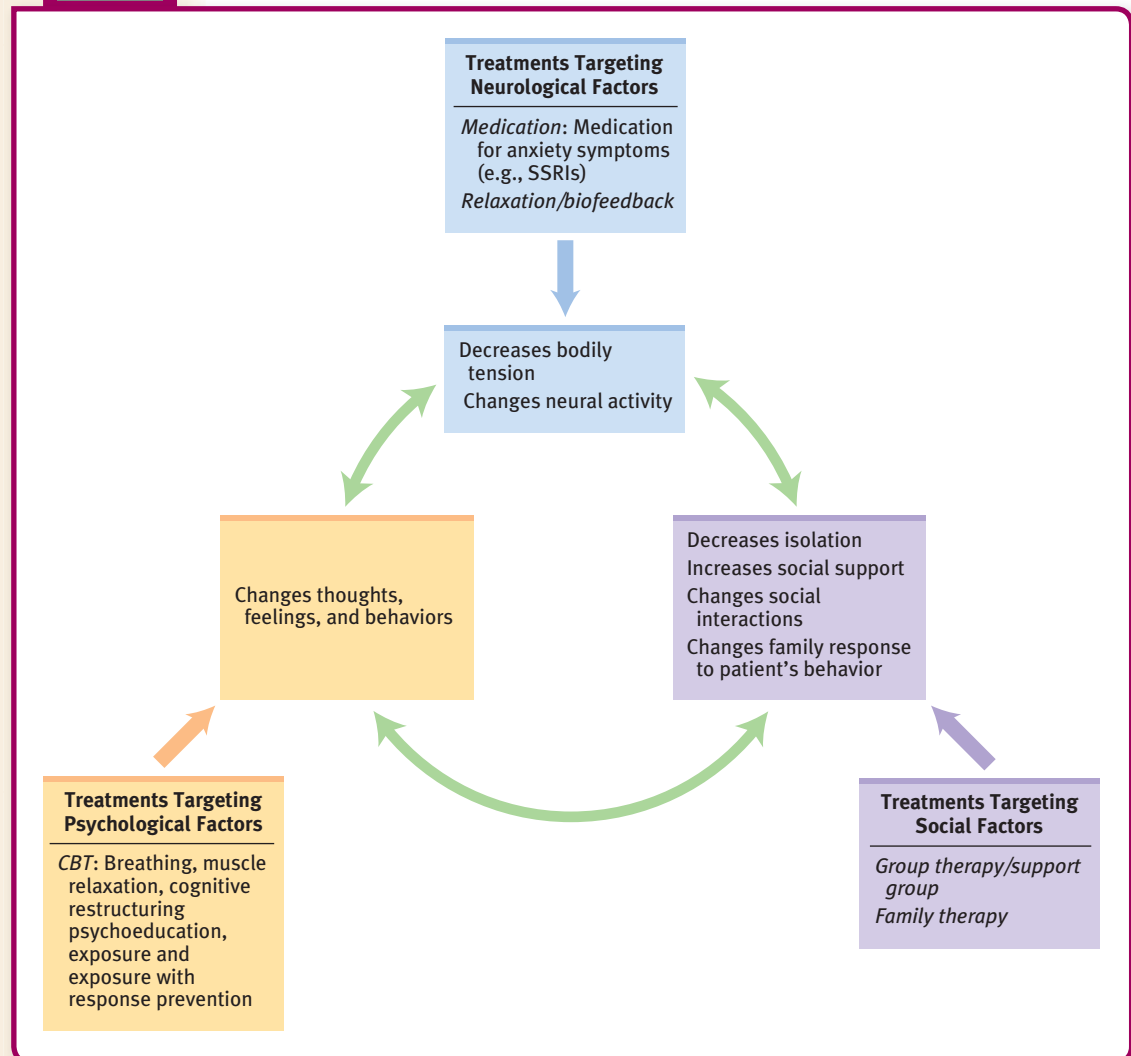 Treatments Targeting
Neurological Factors
Medication: Medication
for anxiety symptoms
(e.g., SSRIs)
Relaxation/biofeedback
Decreases bodily
tension
Changes neural activity
Changes thoughts,
feelings, and behaviors
Decreases isolation
Increases social support
Changes social
interactions
Changes family response
to patient’s behavior
Treatments Targeting
Psychological Factors
CBT: Breathing, muscle
relaxation, cognitive
restructuring
psychoeducation,
exposure and
exposure with
response prevention
Treatments Targeting
Social Factors
Group therapy/support
group
Family therapy